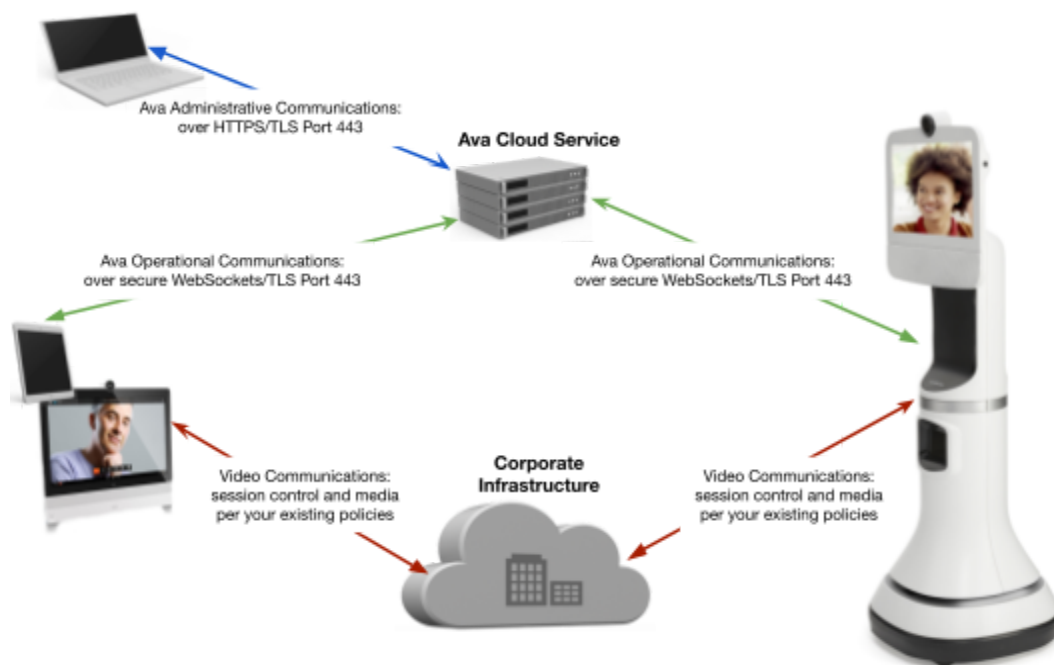 Ava Administrative Communications:
over HTTPS/TLS Port 443
Ava Cloud Service
Ava Operational Communications:
over secure WebSockets/TLS Port 443
Ava Operational Communications:
over secure WebSockets/TLS Port 443
Video Communications:
session control and media
per your existing policies
Corporate
Infrastructure
Video Communications:
session control and media
per your existing policies